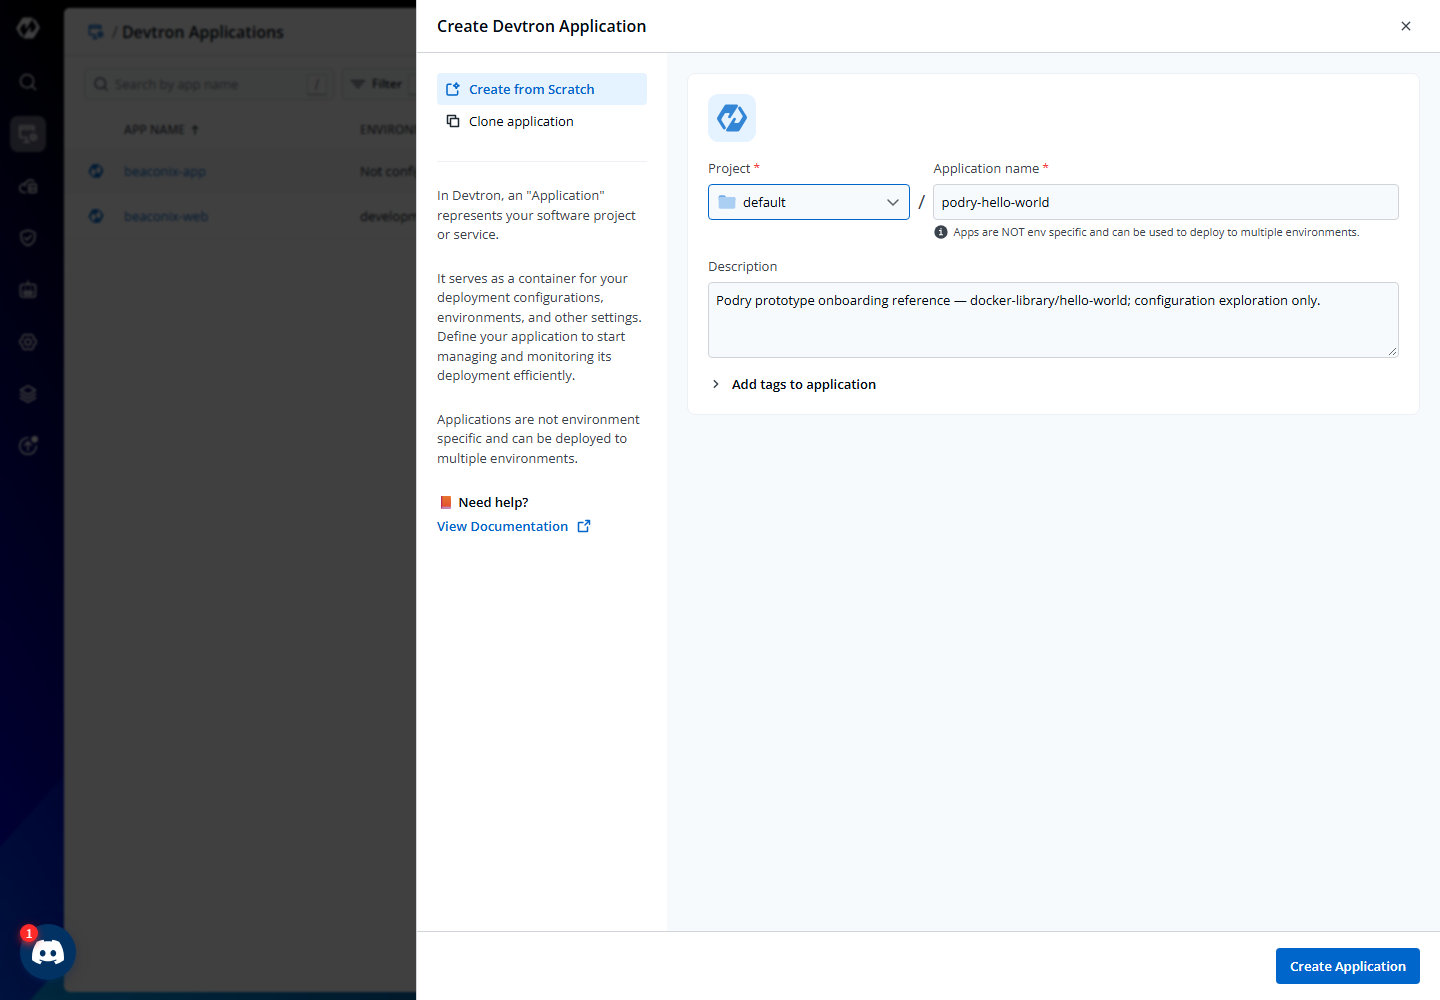 / Devtron Applications
Search by app name
/
Filter
APP NAME
beaconix-app
beaconix-web
Create Devtron Application
Create from Scratch
Clone application
In Devtron, an "Application"
represents your software project
or service.
It serves as a container for your
deployment configurations,
environments, and other settings.
Define your application to start
managing and monitoring its
deployment efficiently.
Applications are not environment
specific and can be deployed to
multiple environments.
Need help?
View Documentation
Project *
default
/
Application name *
podry-hello-world
Apps are NOT env specific and can be used to deploy to multiple environments.
Description
Podry prototype onboarding reference — docker-library/hello-world; configuration exploration only.
Add tags to application
1
Create Application